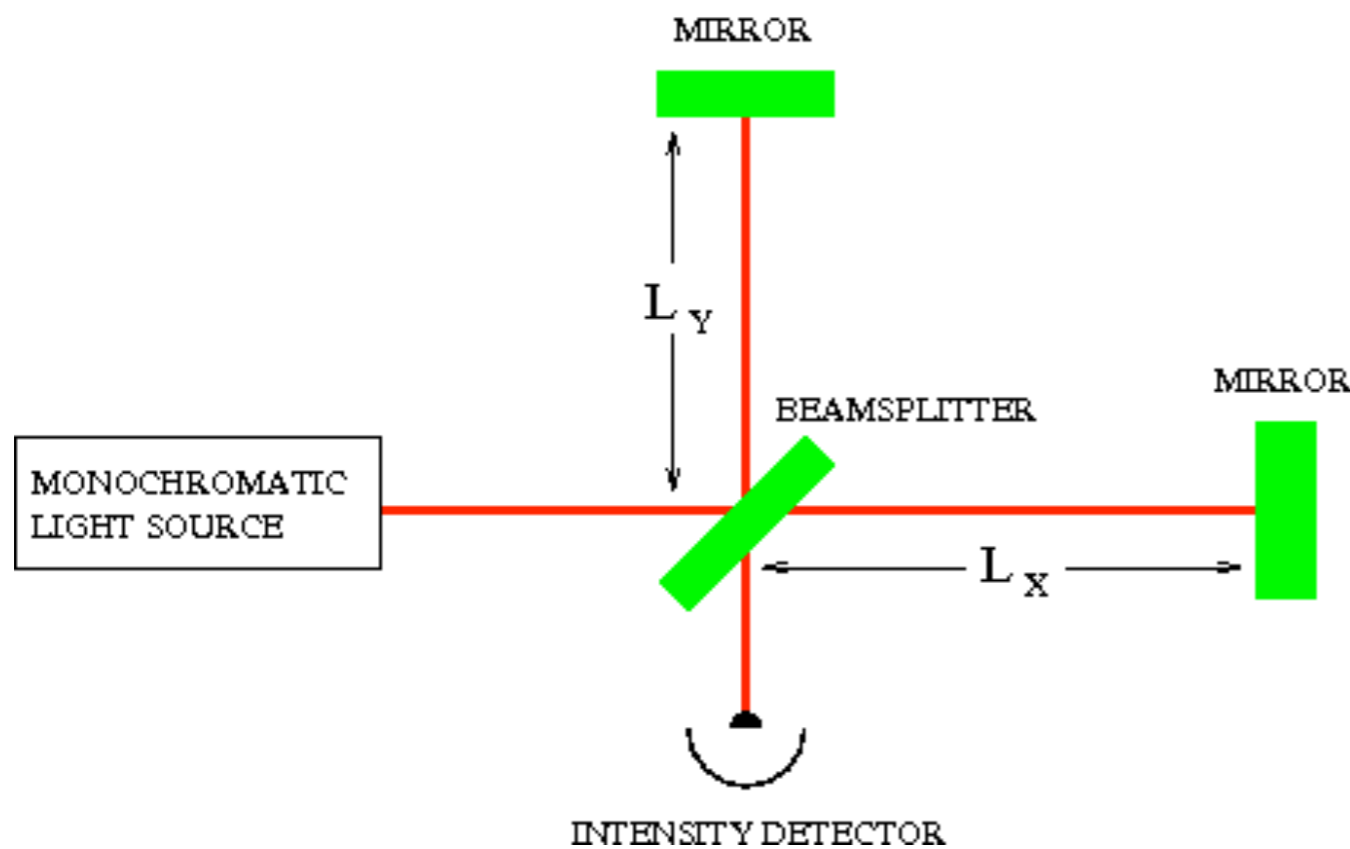 MIRROR
L Y
MIRROR
BEAMSPLITTER
MONOCHROMATIC
LIGHT SOURCE
L X
INTENSITY DETECTOR